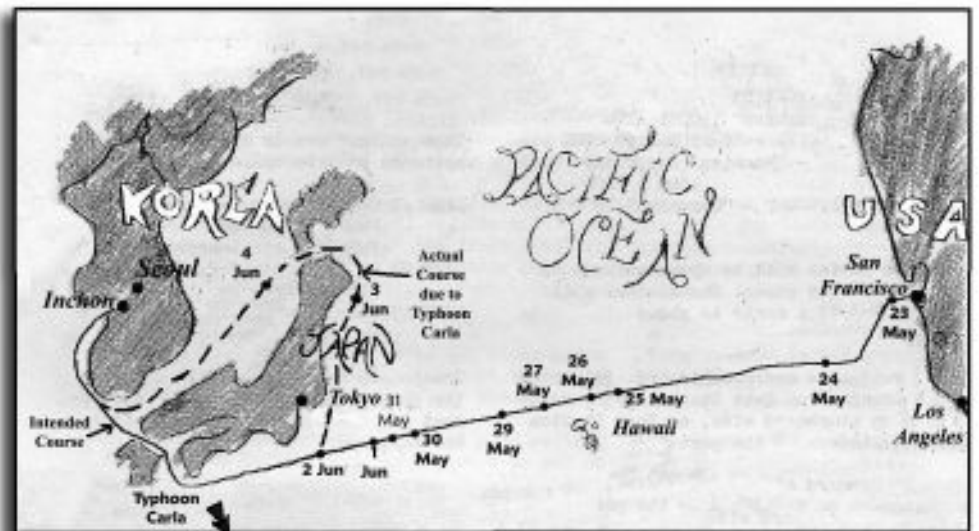 KOREA
PACIFIC
OCEAN
USA
4
Jun
Seoul
Inchon
Actual
Course
due to
Typhoon
Carla
3
Jun
JAPAN
San
Francisco
23
May
Intended
Course
Tokyo
31
May
30
May
29
May
27
May
26
May
25 May
24
May
Hawaii
Los
Angeles
2 Jun
Jun
Typhoon
Carla